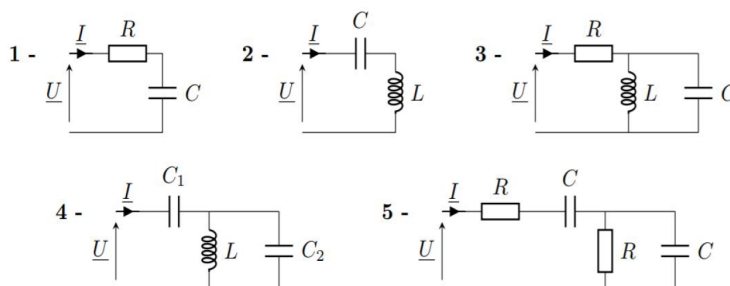 1 - I R
U C
2 - I C
U L
3 - I R
U L C
4 - I C₁
U L C₂
5 - I R C
U R C